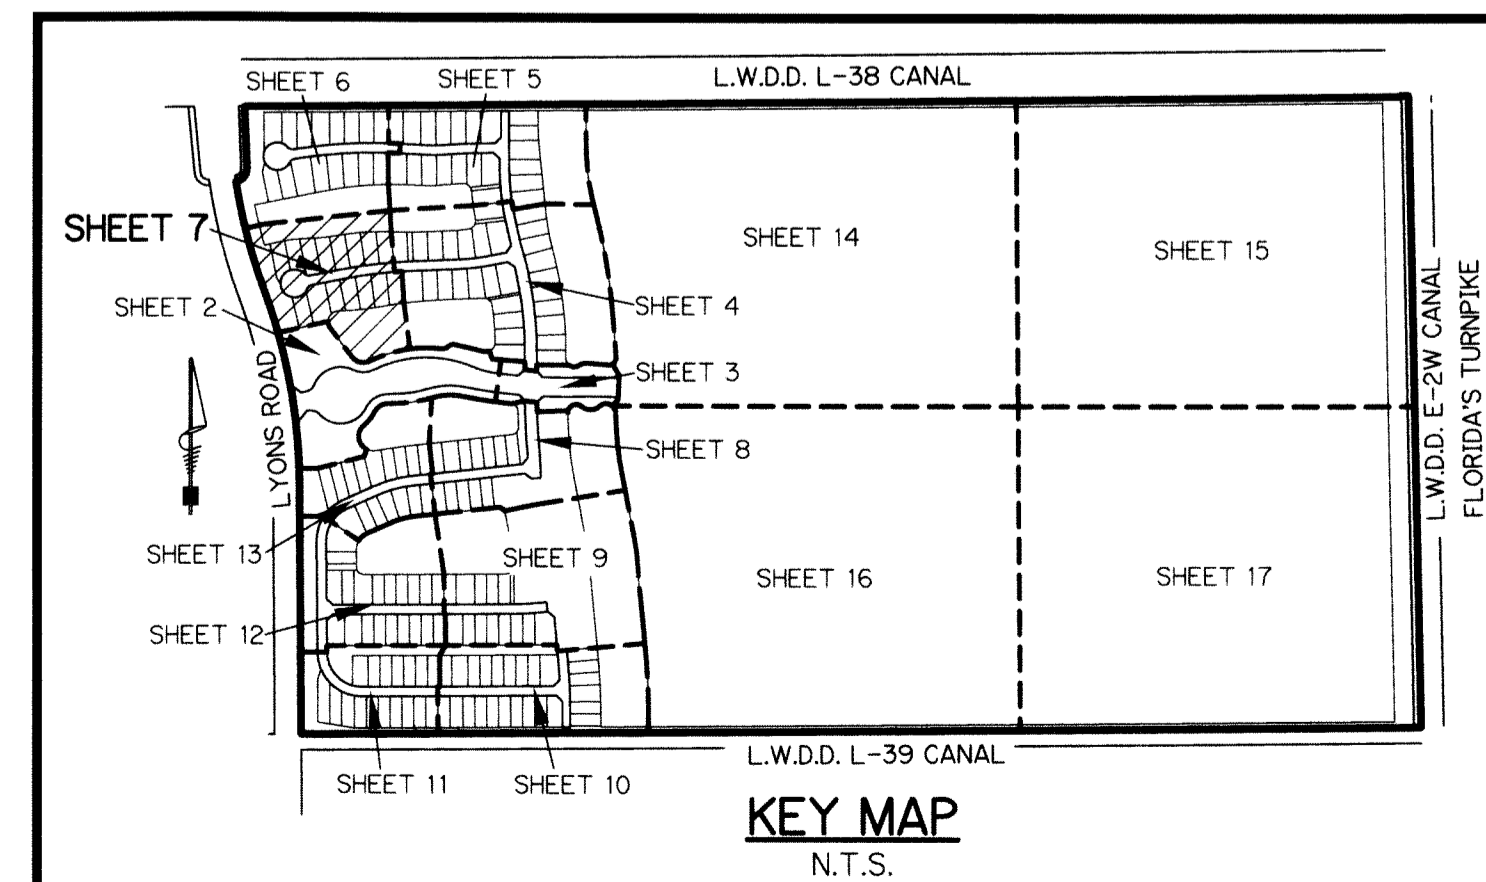 L.W.D.D. L-38 CANAL
SHEET 6
SHEET 5
SHEET 7
SHEET 14
SHEET 15
SHEET 2
SHEET 4
L.W.D.D. E-2W CANAL
FLORIDA'S TURNPIKE
LYONS ROAD
SHEET 3
SHEET 8
SHEET 13
SHEET 9
SHEET 16
SHEET 17
SHEET 12
L.W.D.D. L-39 CANAL
SHEET 11
SHEET 10
KEY MAP
N.T.S.